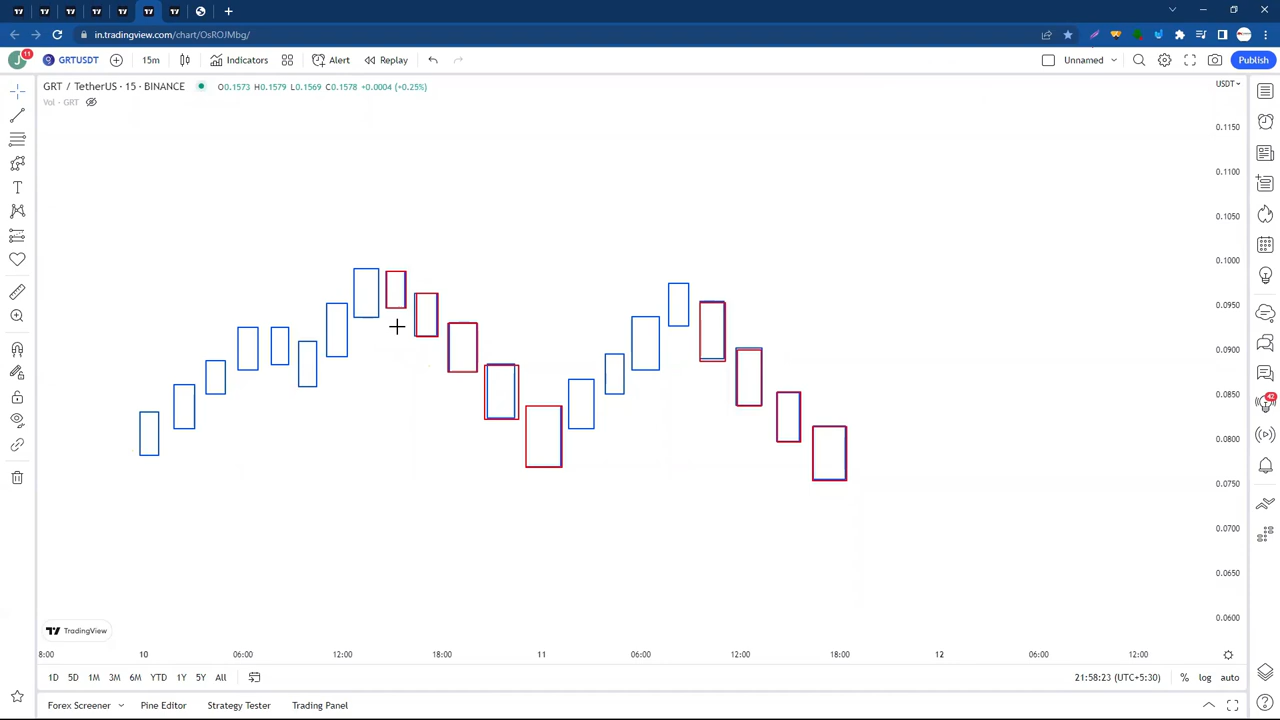 in.tradingview.com/chart/OsROJMbg/
J 11 GRTUSDT 15m Indicators Alert Replay Unnamed Publish
GRT / TetherUS · 15 · BINANCE O0.1573 H0.1579 L0.1569 C0.1578 +0.0004 (+0.25%) USDT
Vol · GRT
0.1150
0.1100
0.1050
0.1000
0.0950
0.0900
0.0850
42
0.0800
0.0750
0.0700
0.0650
0.0600
TradingView
8:00 10 06:00 12:00 18:00 11 06:00 12:00 18:00 12 06:00 12:00
1D 5D 1M 3M 6M YTD 1Y 5Y All 21:58:23 (UTC+5:30) % log auto
Forex Screener Pine Editor Strategy Tester Trading Panel